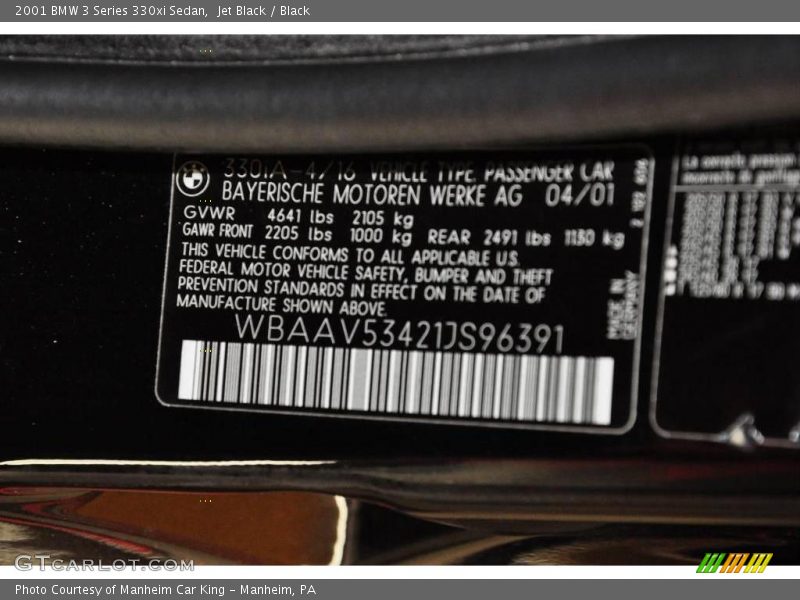 2001 BMW 3 Series 330xi Sedan, Jet Black / Black
330iA-4/16 VEHICLE TYPE PASSENGER CAR
BAYERISCHE MOTOREN WERKE AG 04/01
GVWR 4641 lbs 2105 kg
GAWR FRONT 2205 lbs 1000 kg REAR 2491 lbs 1130 kg
THIS VEHICLE CONFORMS TO ALL APPLICABLE U.S.
FEDERAL MOTOR VEHICLE SAFETY, BUMPER AND THEFT
PREVENTION STANDARDS IN EFFECT ON THE DATE OF
MANUFACTURE SHOWN ABOVE.
WBAAV53421JS96391
MADE IN
GERMANY
GTcarlot.com
Photo Courtesy of Manheim Car King - Manheim, PA